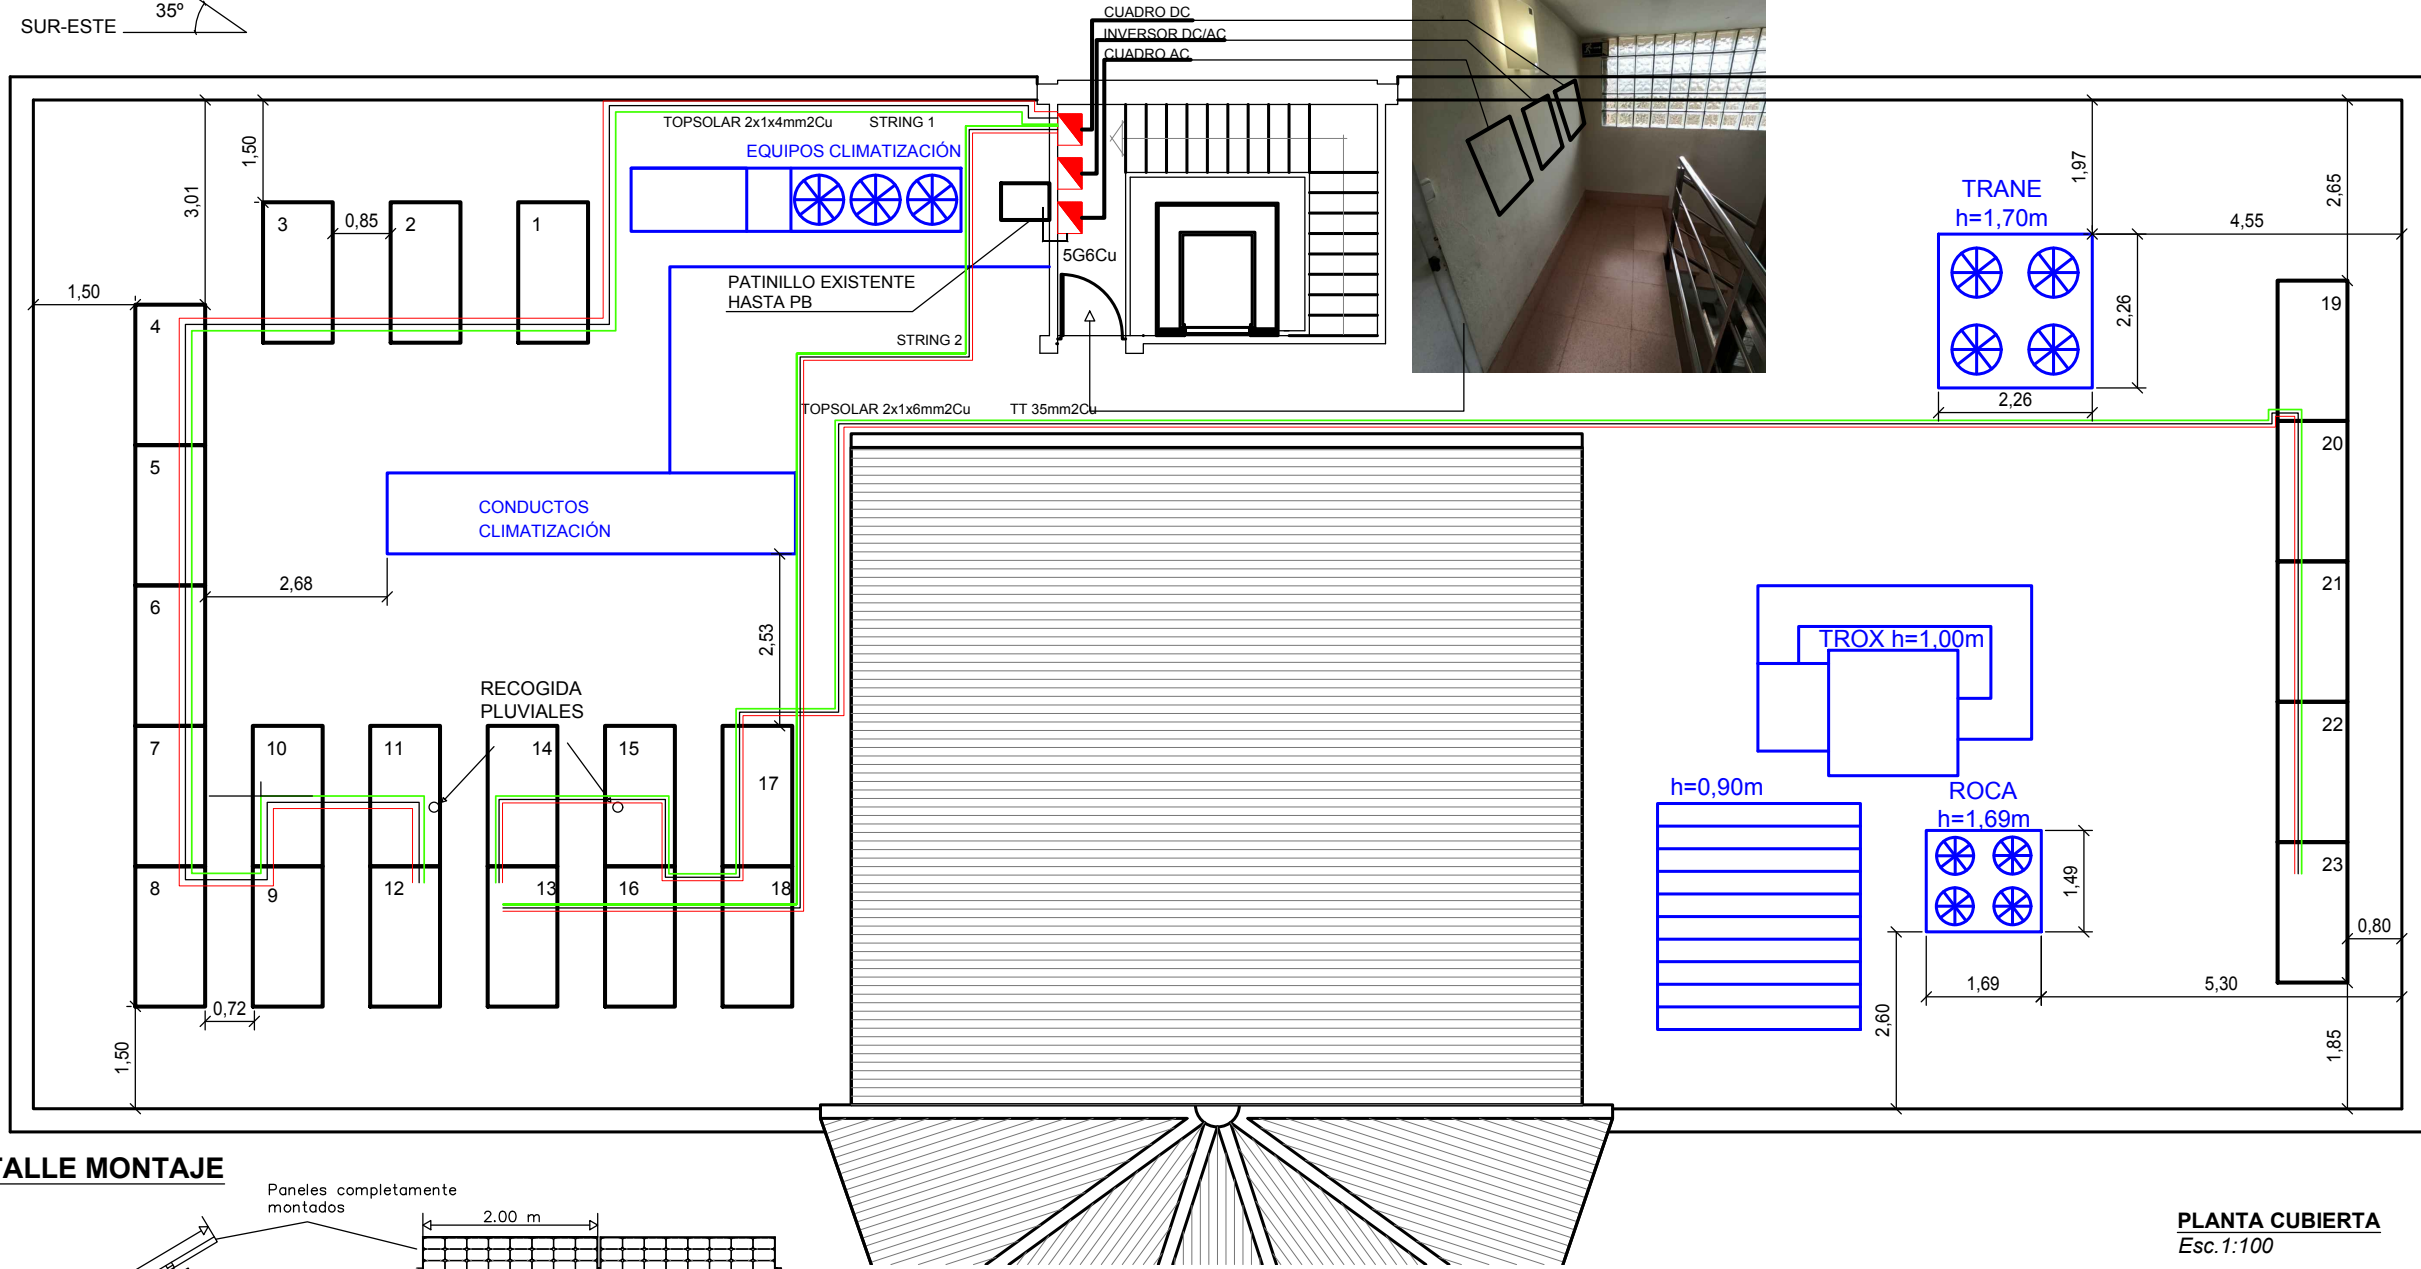 35º
SUR-ESTE
CUADRO DC
INVERSOR DC/AC
CUADRO AC
TOPSOLAR 2x1x4mm2Cu
STRING 1
EQUIPOS CLIMATIZACIÓN
1,50
3,01
3
0,85
2
1
1,50
5G6Cu
PATINILLO EXISTENTE
HASTA PB
STRING 2
TRANE
h=1,70m
1,97
2,65
4,55
2,26
2,26
19
4
TOPSOLAR 2x1x6mm2Cu
TT 35mm2Cu
20
5
CONDUCTOS
CLIMATIZACIÓN
2,68
6
21
2,53
TROX h=1,00m
RECOGIDA
PLUVIALES
22
7
10
11
14
15
17
h=0,90m
ROCA
h=1,69m
8
9
12
13
16
18
23
1,49
0,80
0,72
1,69
5,30
2,60
1,50
1,85
TALLE MONTAJE
Paneles completamente
montados
2.00 m
PLANTA CUBIERTA
Esc.1:100